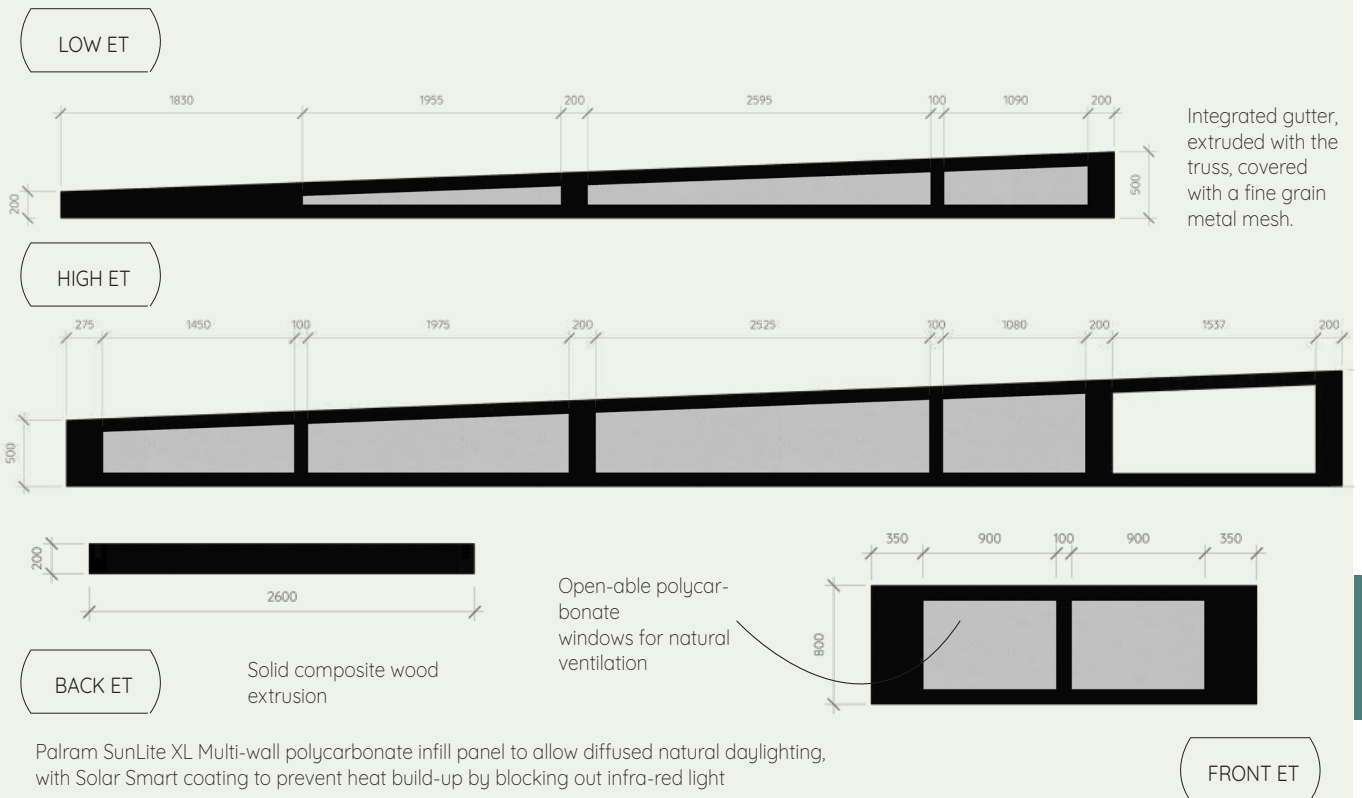 LOW ET
1830 1955 200 2595 100 1090 200
Integrated gutter,
extruded with the
truss, covered
with a fine grain
metal mesh.
200
500
HIGH ET
275 1450 100 1975 200 2525 100 1080 200 1537 200
500
200
2600
350 900 100 900 350
Open-able polycar-
bonate
windows for natural
ventilation
800
BACK ET
Solid composite wood
extrusion
Palram SunLite XL Multi-wall polycarbonate infill panel to allow diffused natural daylighting,
with Solar Smart coating to prevent heat build-up by blocking out infra-red light
FRONT ET